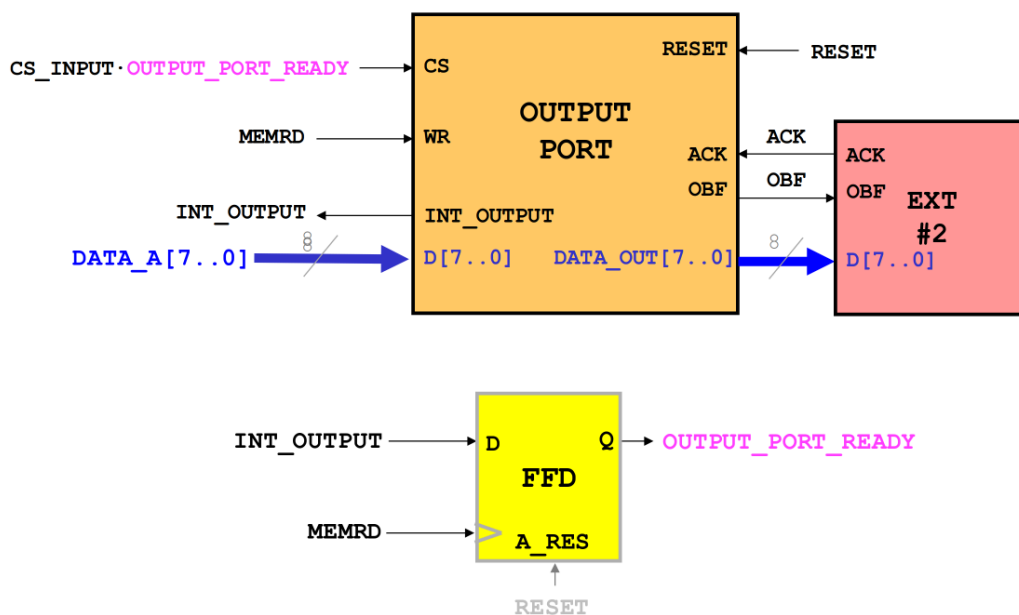 RESET
RESET
CS_INPUT·OUTPUT_PORT_READY
CS
OUTPUT
PORT
MEMRD
WR
ACK
ACK
ACK
OBF
OBF
OBF
EXT
#2
INT_OUTPUT
INT_OUTPUT
8
8
8
DATA_A[7..0]
D[7..0]
DATA_OUT[7..0]
D[7..0]
INT_OUTPUT
D
Q
OUTPUT_PORT_READY
FFD
MEMRD
A_RES
RESET